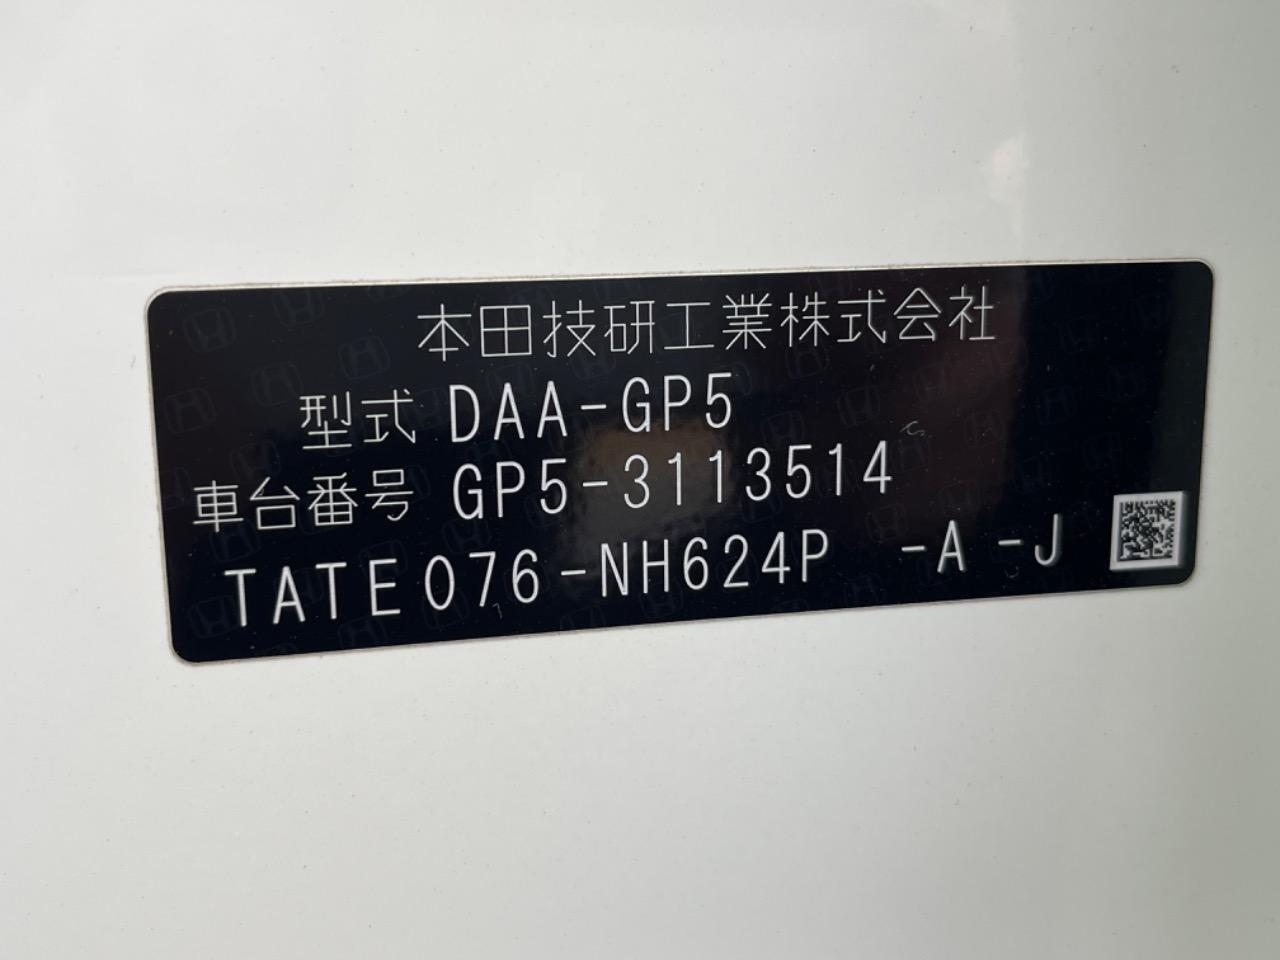 本田技研工業株式会社
型式 DAA-GP5
車台番号 GP5-3113514
TATE076-NH624P -A -J